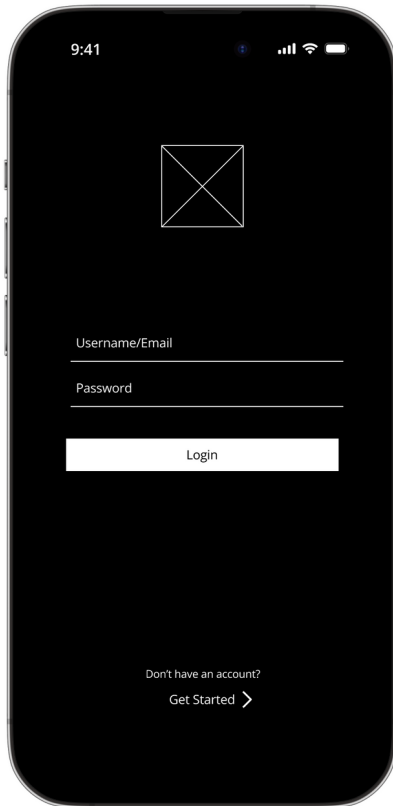 9:41
Username/Email
Password
Login
Don't have an account?
Get Started